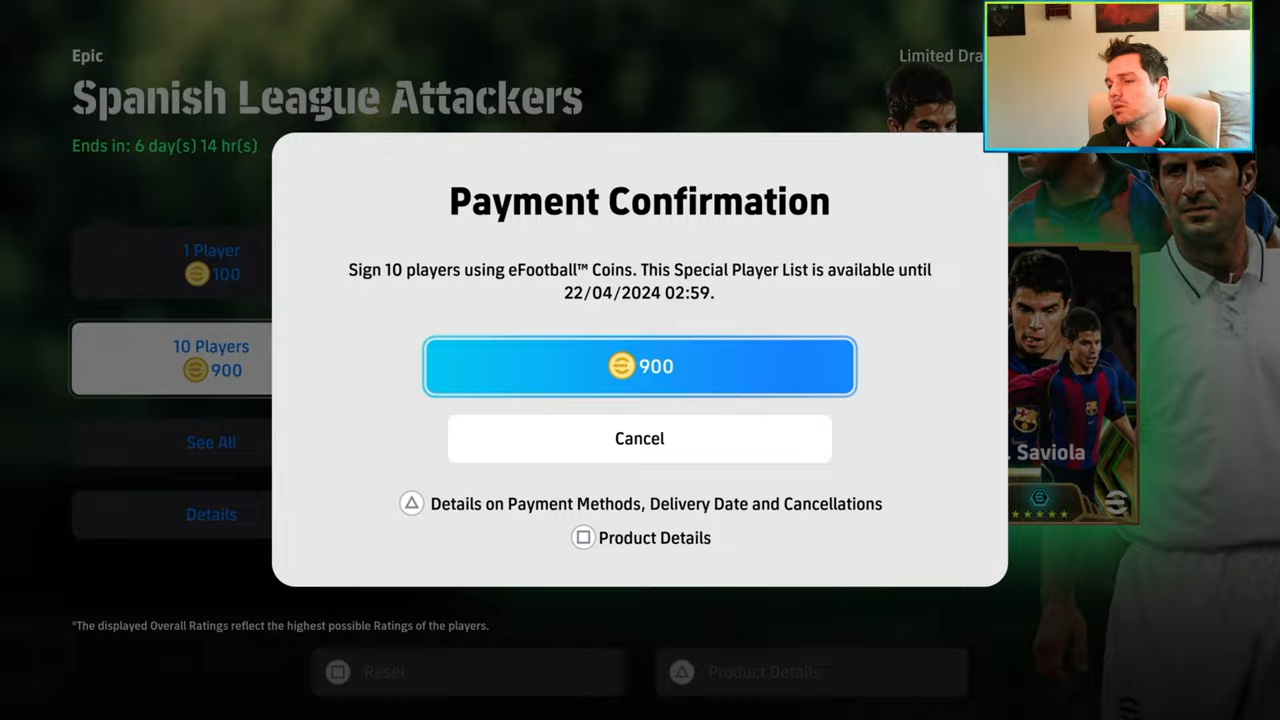 Epic
Limited Dra
Spanish League Attackers
Ends in: 6 day(s) 14 hr(s)
Payment Confirmation
Sign 10 players using eFootball™ Coins. This Special Player List is available until
22/04/2024 02:59.
1 Player
100
10 Players
900
900
Cancel
See All
. Saviola
Details on Payment Methods, Delivery Date and Cancellations
Details
Product Details
*The displayed Overall Ratings reflect the highest possible Ratings of the players.
Reset
Product Details